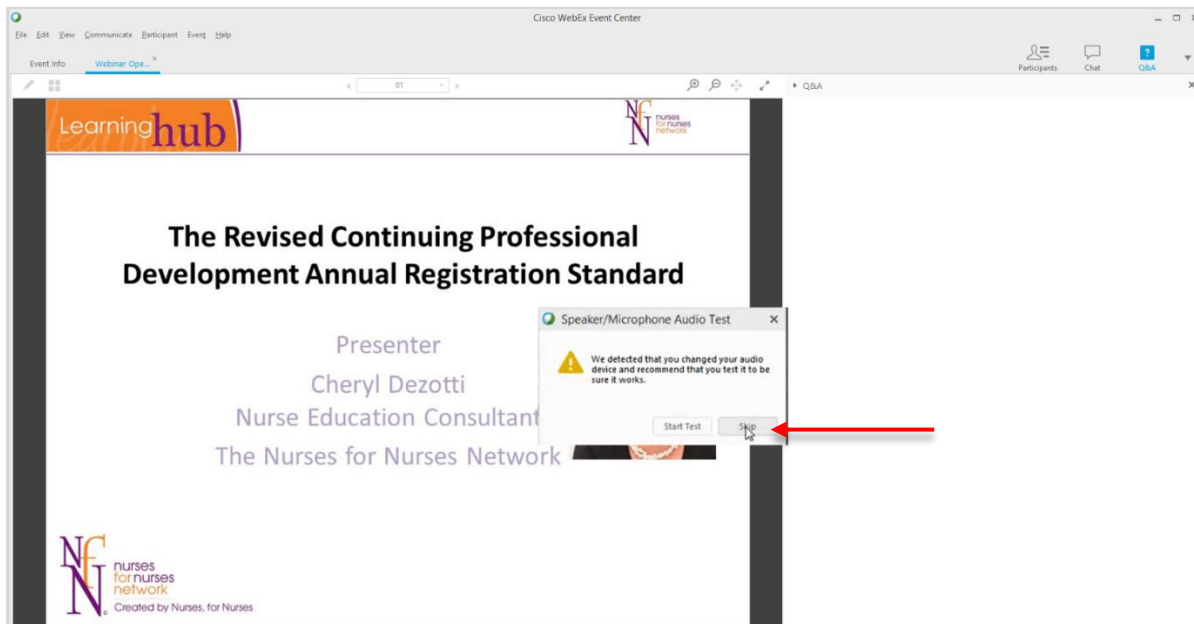 Cisco WebEx Event Center
File Edit View Communicate Participant Event Help
Event Info Webinar Ope...
Participants Chat Q&A
01
Q&A
Learning hub
NfN nurses for nurses network
The Revised Continuing Professional
Development Annual Registration Standard
Speaker/Microphone Audio Test
We detected that you changed your audio
device and recommend that you test it to be
sure it works.
Start Test Skip
Presenter
Cheryl Dezotti
Nurse Education Consultant
The Nurses for Nurses Network
NfN
nurses
for nurses
network
Created by Nurses, for Nurses